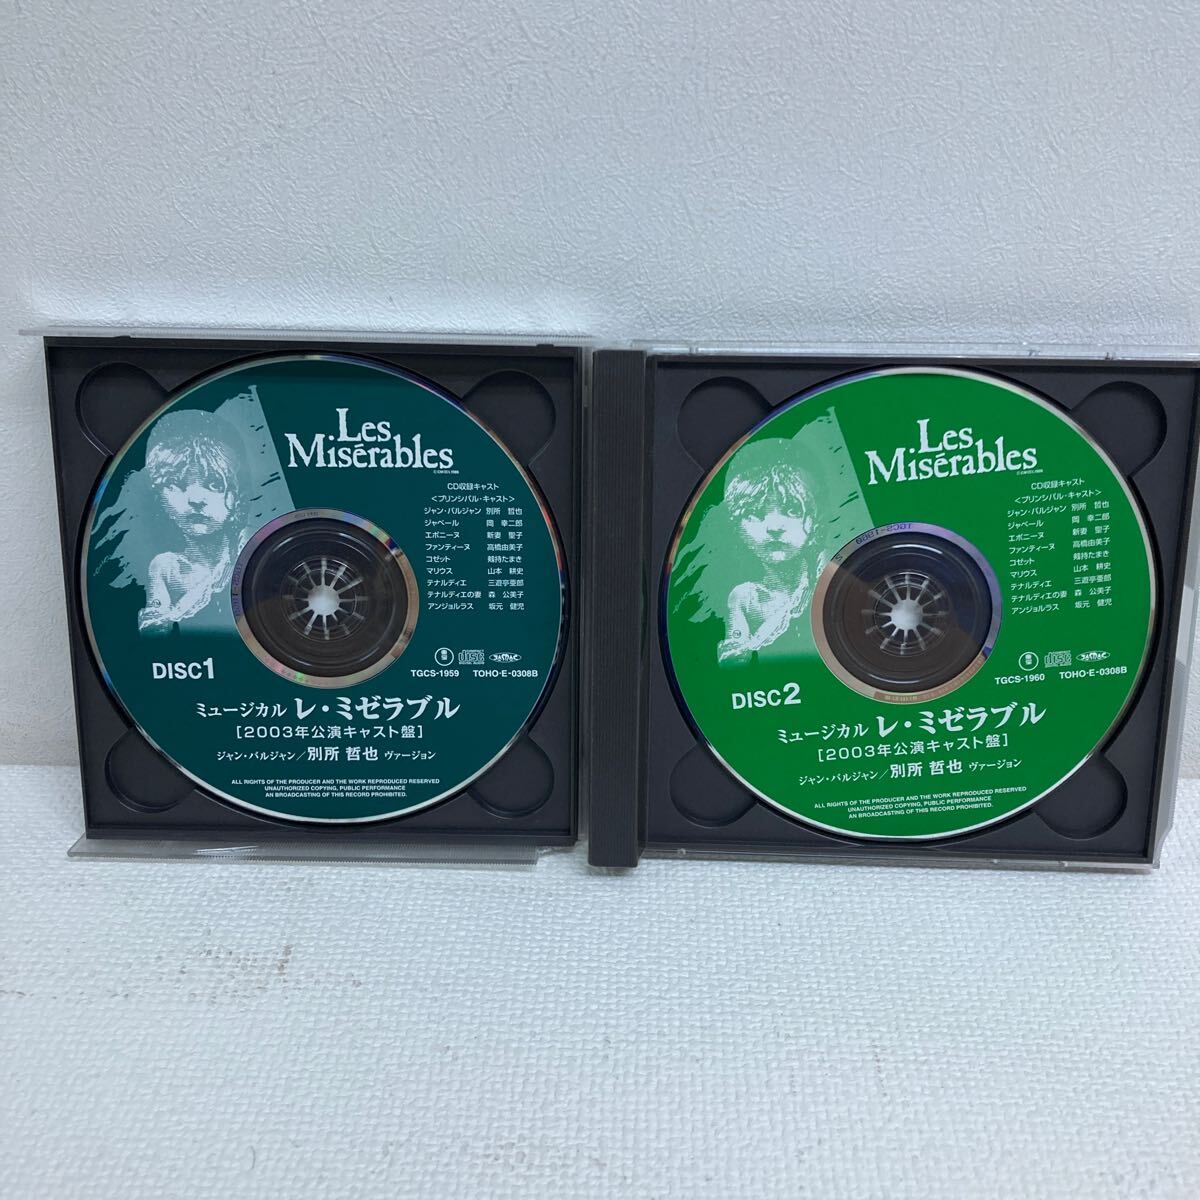 Les
Misérables
CD収録キャスト
<プリンシパル・キャスト>
ジャン・バルジャン 別所 哲也
ジャベール 岡 幸二郎
エポニーヌ 新妻 聖子
ファンティーヌ 高橋由美子
コゼット 剱持たまき
マリウス 山本 耕史
テナルディエ 三遊亭亜郎
テナルディエの妻 森 公美子
アンジョルラス 坂元 健児
DISC1
TGCS-1959 TOHO-E-0308B
ミュージカル レ・ミゼラブル
[2003年公演キャスト盤]
ジャン・バルジャン/別所 哲也 ヴァージョン
ALL RIGHTS OF THE PRODUCER AND THE WORK REPRODUCED RESERVED
UNAUTHORIZED COPYING, PUBLIC PERFORMANCE
AN BROADCASTING OF THIS RECORD PROHIBITED.
Les
Misérables
CD収録キャスト
<プリンシパル・キャスト>
ジャン・バルジャン 別所 哲也
ジャベール 岡 幸二郎
エポニーヌ 新妻 聖子
ファンティーヌ 高橋由美子
コゼット 剱持たまき
マリウス 山本 耕史
テナルディエ 三遊亭亜郎
テナルディエの妻 森 公美子
アンジョルラス 坂元 健児
DISC2
TGCS-1960 TOHO-E-0308B
ミュージカル レ・ミゼラブル
[2003年公演キャスト盤]
ジャン・バルジャン/別所 哲也 ヴァージョン
ALL RIGHTS OF THE PRODUCER AND THE WORK REPRODUCED RESERVED
UNAUTHORIZED COPYING, PUBLIC PERFORMANCE
AN BROADCASTING OF THIS RECORD PROHIBITED.